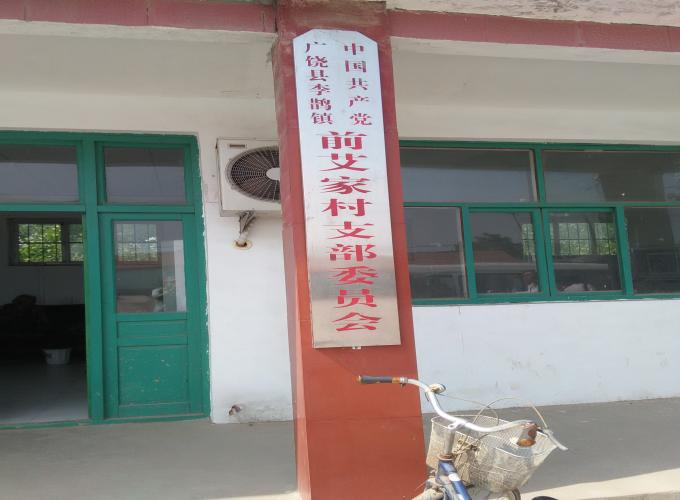 中国共产党
广饶县李鹊镇
前艾家村支部委员会